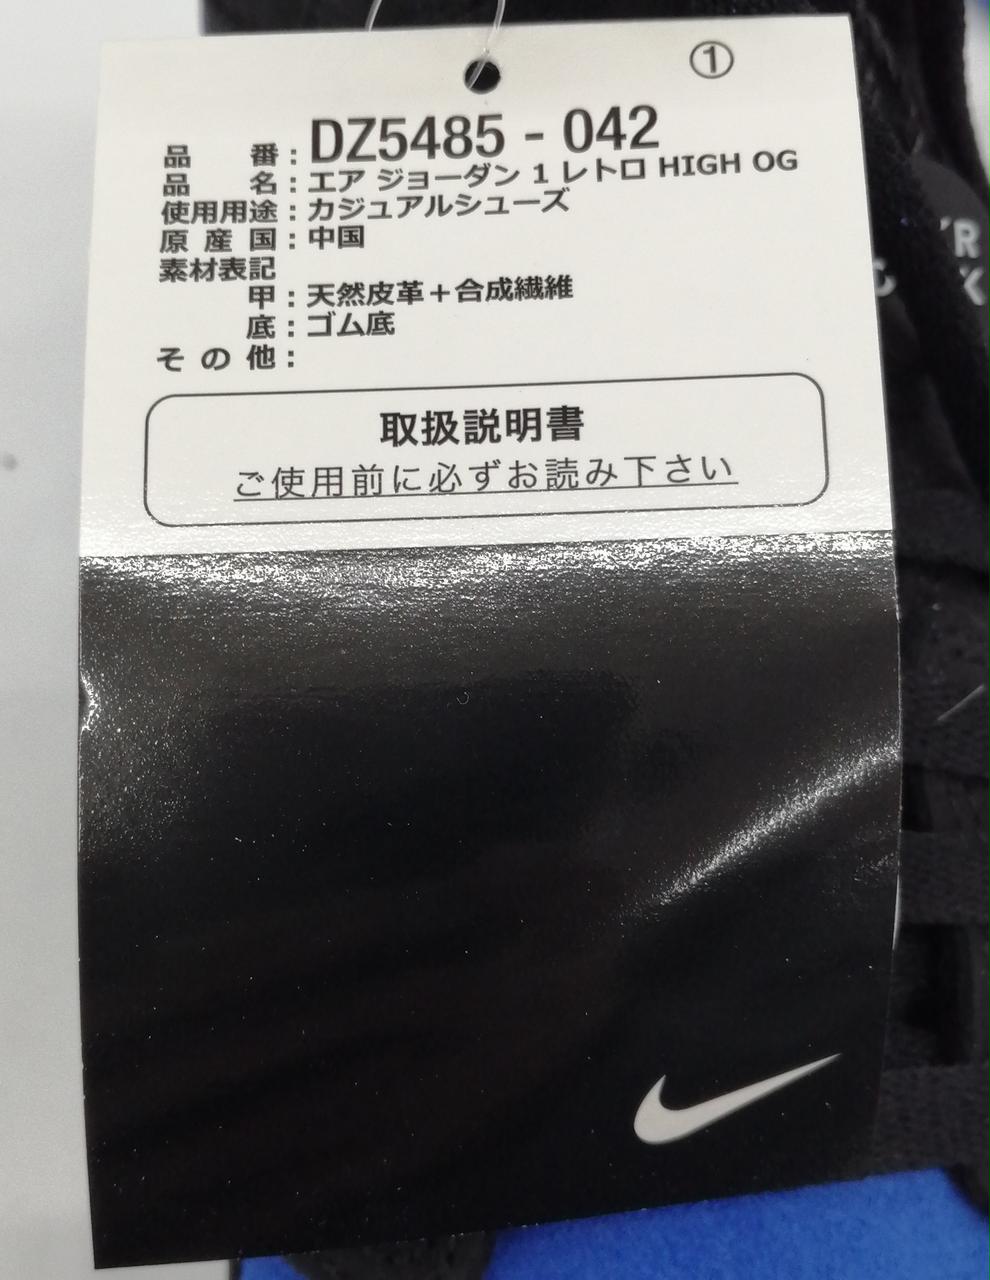 ①
品番：DZ5485 - 042
品名：エア ジョーダン 1 レトロ HIGH OG
使用用途：カジュアルシューズ
原産国：中国
素材表記
甲：天然皮革＋合成繊維
底：ゴム底
その他：
取扱説明書
ご使用前に必ずお読み下さい